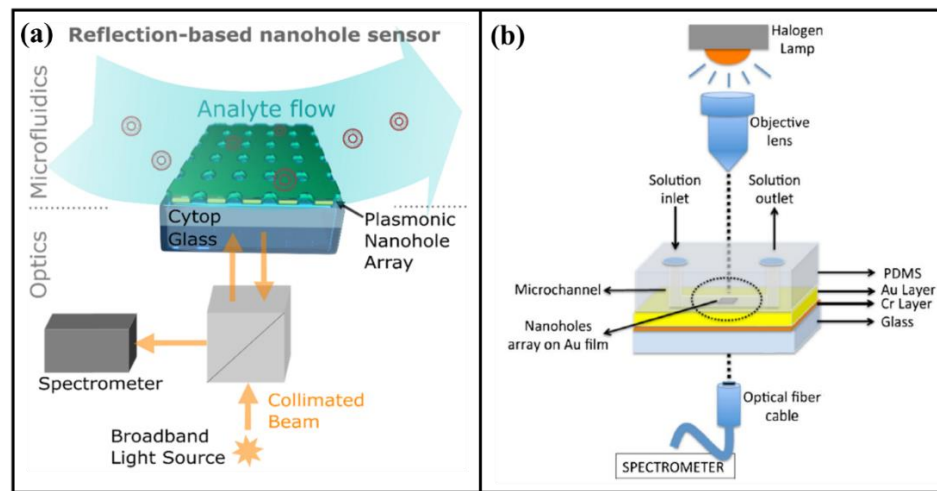 (a)
Reflection-based nanohole sensor
Microfluidics
Analyte flow
Optics
Cytop
Glass
Plasmonic
Nanohole
Array
Spectrometer
Collimated
Beam
Broadband
Light Source
(b)
Halogen
Lamp
Objective
lens
Solution
inlet
Solution
outlet
PDMS
Microchannel
Au Layer
Cr Layer
Nanoholes
array on Au film
Glass
Optical fiber
cable
SPECTROMETER